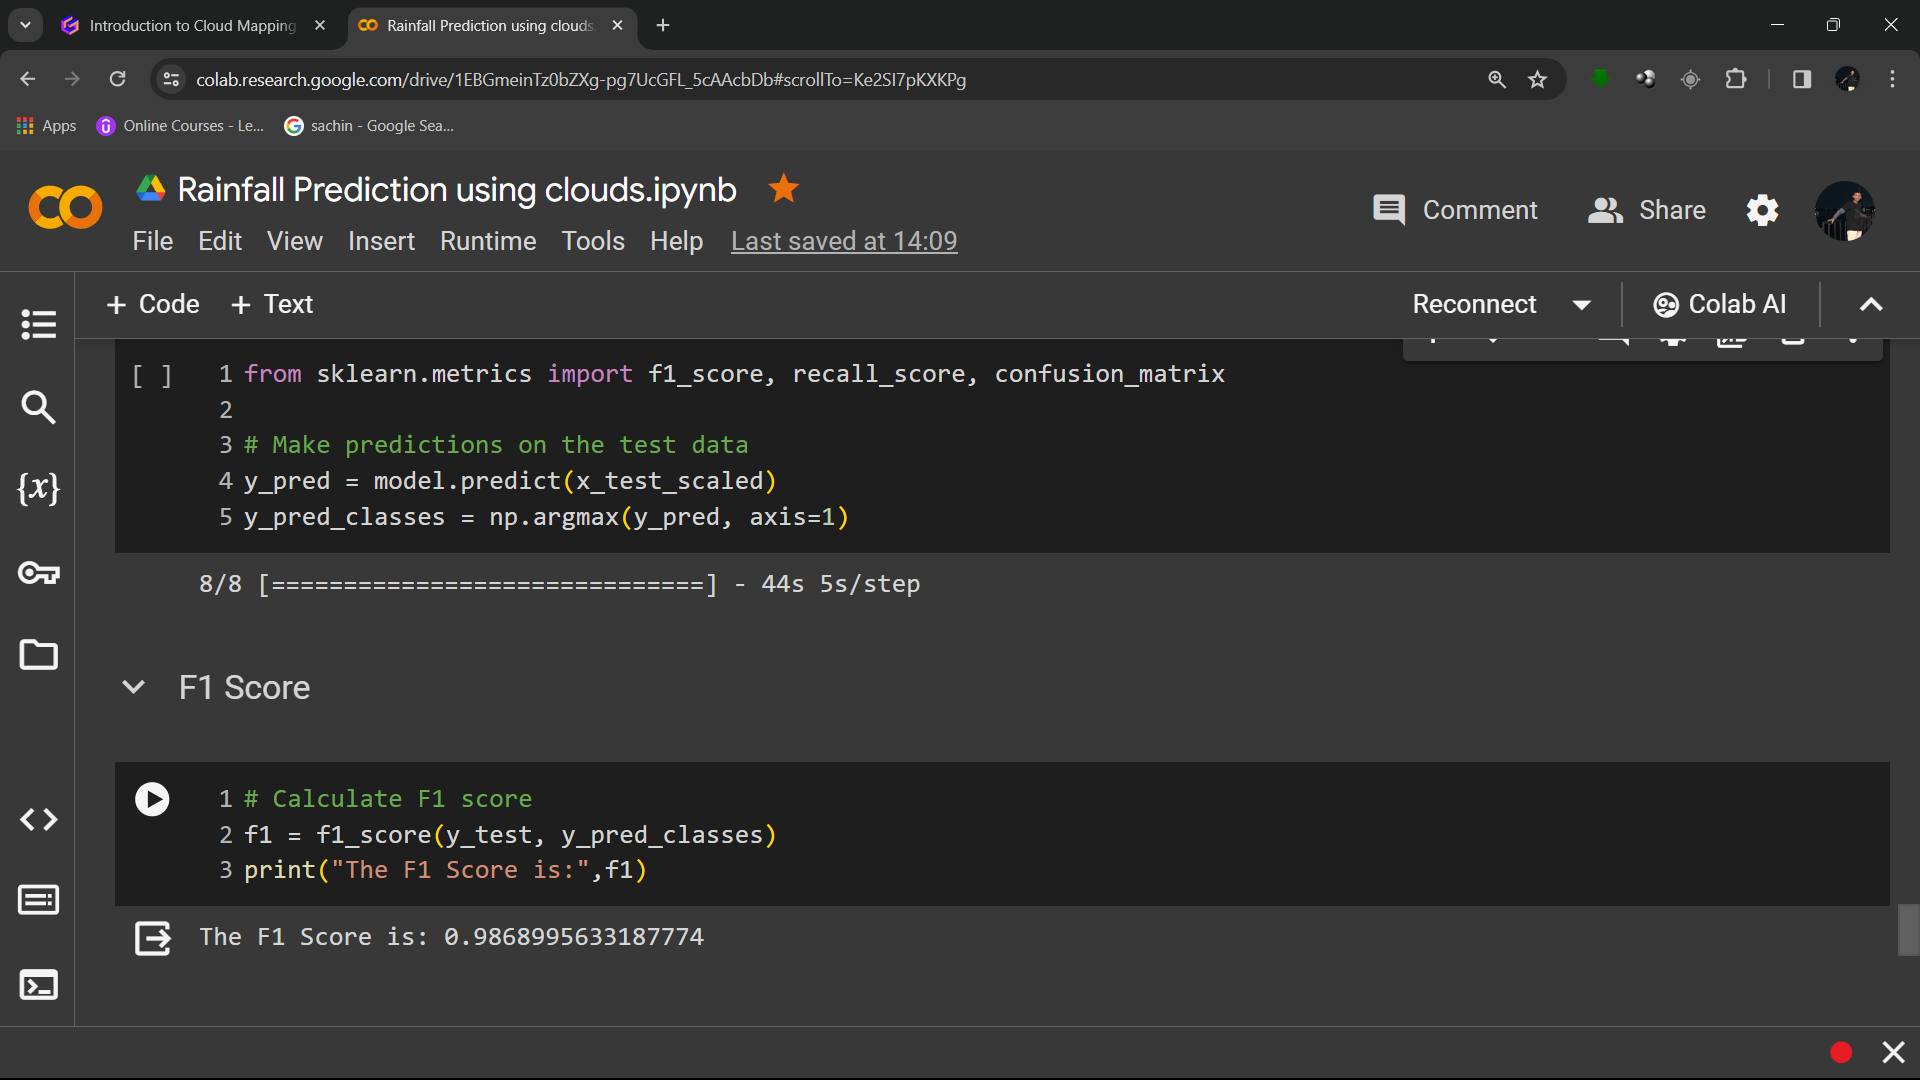 Introduction to Cloud Mapping
Rainfall Prediction using clouds.
colab.research.google.com/drive/1EBGmeinTz0bZXg-pg7UcGFL_5cAAcbDb#scrollTo=Ke2SI7pKXKPg
Apps
Online Courses - Le...
sachin - Google Sea...
Rainfall Prediction using clouds.ipynb
Comment
Share
File Edit View Insert Runtime Tools Help Last saved at 14:09
+ Code + Text
Reconnect
Colab AI
[ ] 1 from sklearn.metrics import f1_score, recall_score, confusion_matrix
2
3 # Make predictions on the test data
4 y_pred = model.predict(x_test_scaled)
5 y_pred_classes = np.argmax(y_pred, axis=1)
8/8 [==============================] - 44s 5s/step
F1 Score
1 # Calculate F1 score
2 f1 = f1_score(y_test, y_pred_classes)
3 print("The F1 Score is:",f1)
The F1 Score is: 0.9868995633187774
{x}